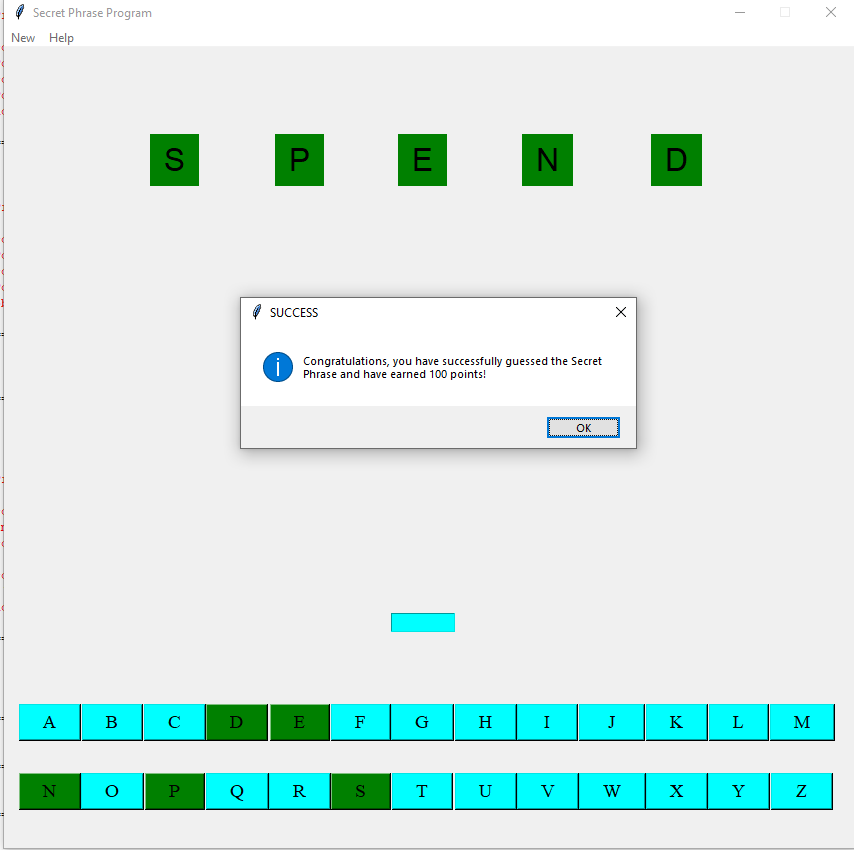 Secret Phrase Program
New Help
S P E N D
SUCCESS
Congratulations, you have successfully guessed the Secret
Phrase and have earned 100 points!
OK
A B C D E F G H I J K L M
N O P Q R S T U V W X Y Z